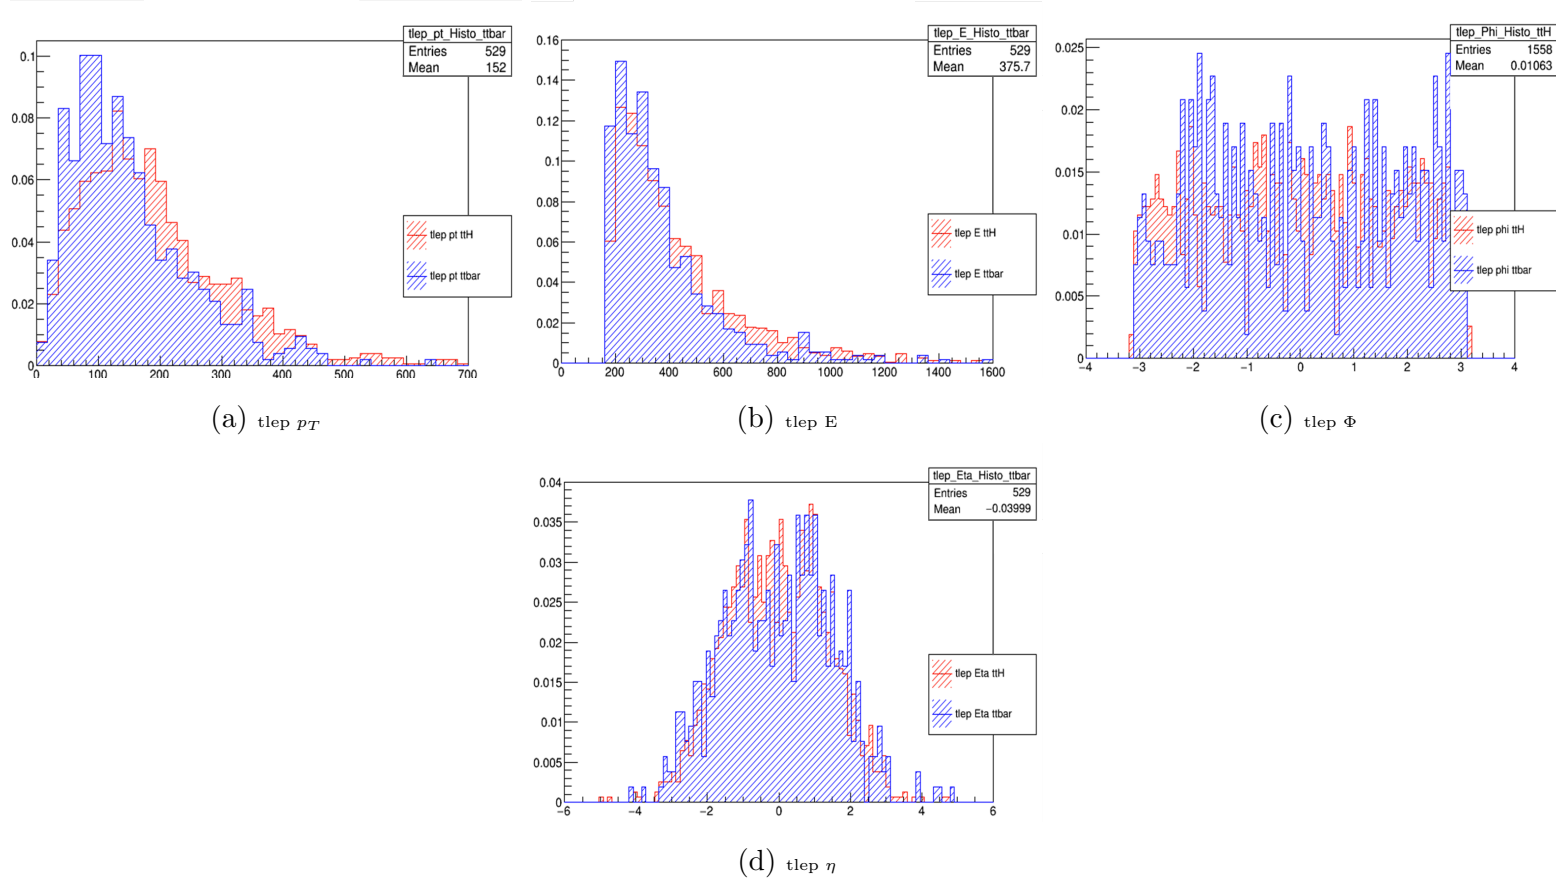 tlep_pt_Histo_ttbar
Entries 529
Mean 152
0.1
0.08
0.06
0.04
0.02
0
0 100 200 300 400 500 600 700
tlep pt ttH
tlep pt ttbar
(a) tlep pT
tlep_E_Histo_ttbar
Entries 529
Mean 375.7
0.16
0.14
0.12
0.1
0.08
0.06
0.04
0.02
0
0 200 400 600 800 1000 1200 1400 1600
tlep E ttH
tlep E ttbar
(b) tlep E
tlep_Phi_Histo_ttH
Entries 1558
Mean 0.01063
0.025
0.02
0.015
0.01
0.005
0
−4 −3 −2 −1 0 1 2 3 4
tlep phi ttH
tlep phi ttbar
(c) tlep Φ
tlep_Eta_Histo_ttbar
Entries 529
Mean −0.03999
0.04
0.035
0.03
0.025
0.02
0.015
0.01
0.005
0
−6 −4 −2 0 2 4 6
tlep Eta ttH
tlep Eta ttbar
(d) tlep η